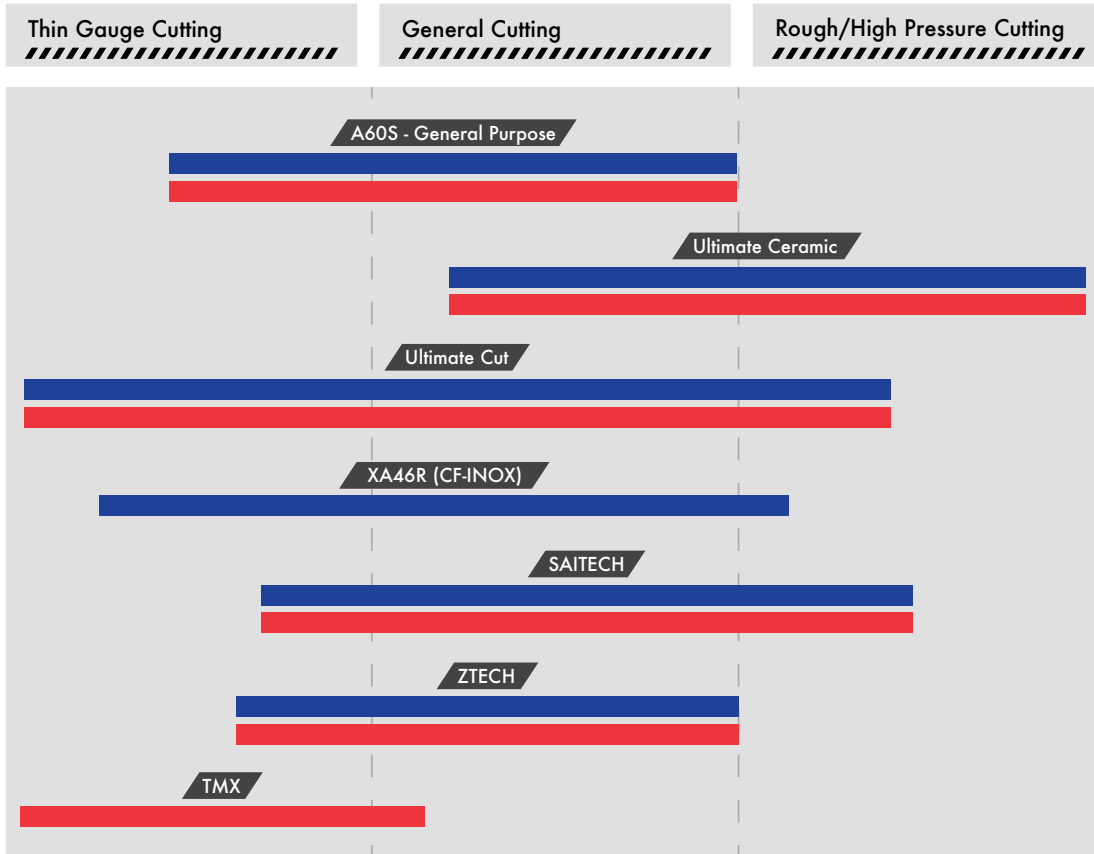 Thin Gauge Cutting
General Cutting
Rough/High Pressure Cutting
A60S - General Purpose
Ultimate Ceramic
Ultimate Cut
XA46R (CF-INOX)
SAITECH
ZTECH
TMX